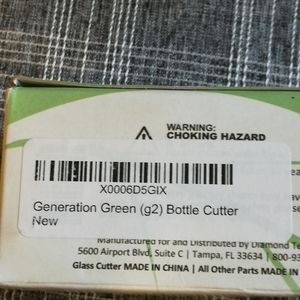 WARNING:
CHOKING HAZARD
X0006D5GIX
Generation Green (g2) Bottle Cutter
New
Manufactured for and Distributed by Diamond
5600 Airport Blvd, Suite C | Tampa, FL 33634 | 800-93
Glass Cutter MADE IN CHINA | All Other Parts MADE IN